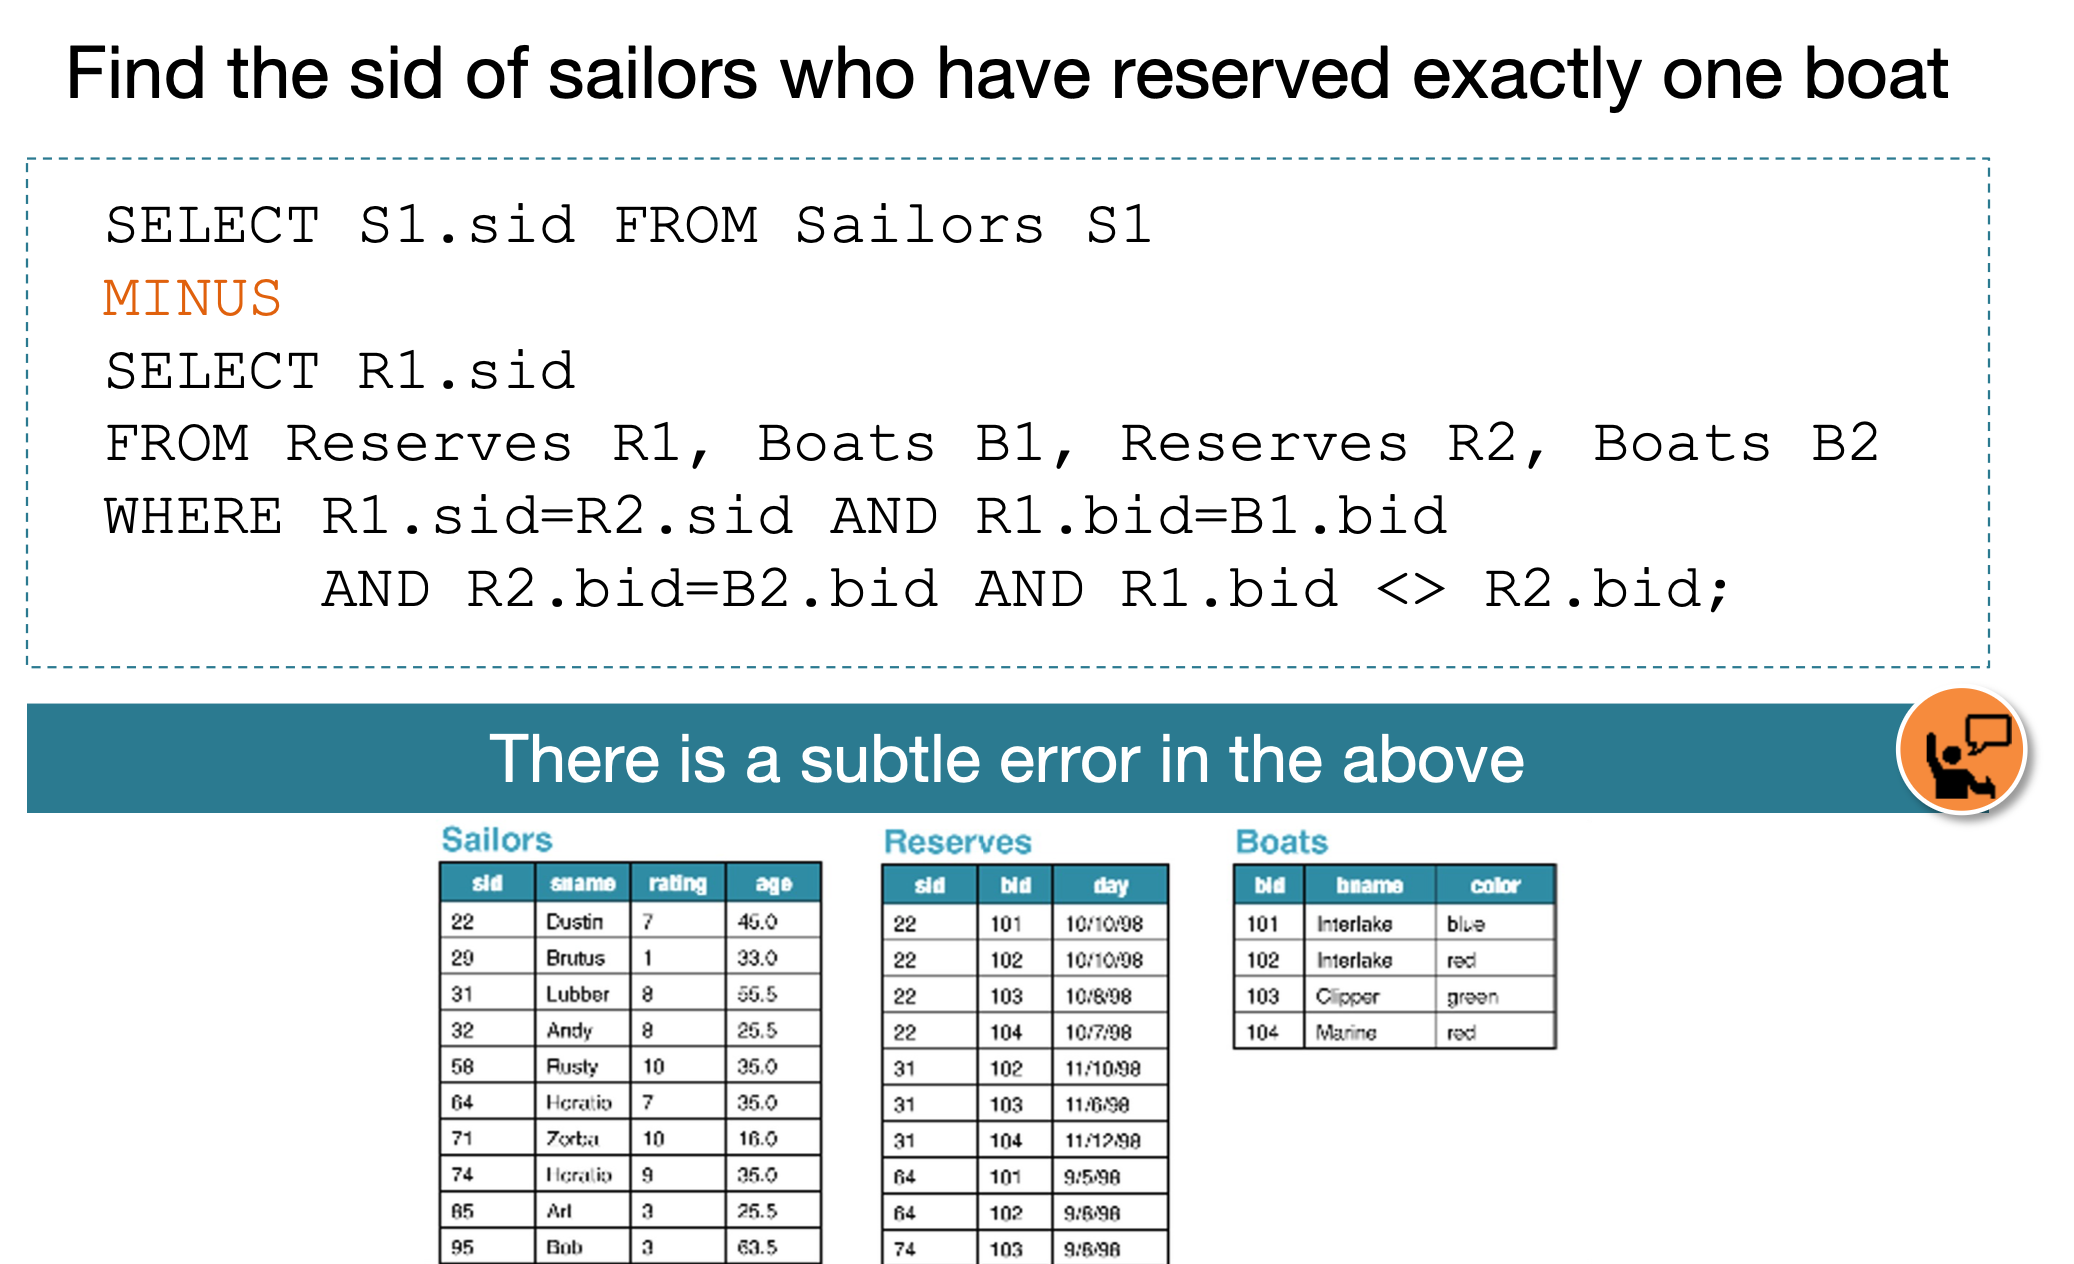 Find the sid of sailors who have reserved exactly one boat
SELECT S1.sid FROM Sailors S1
MINUS
SELECT R1.sid
FROM Reserves R1, Boats B1, Reserves R2, Boats B2
WHERE R1.sid=R2.sid AND R1.bid=B1.bid
AND R2.bid=B2.bid AND R1.bid <> R2.bid;
There is a subtle error in the above
Sailors
sid sname rating age
22 Dustin 7 45.0
29 Brutus 1 33.0
31 Lubber 8 55.5
32 Andy 8 25.5
58 Rusty 10 35.0
64 Horatio 7 35.0
71 Zorba 10 16.0
74 Horatio 9 35.0
85 Art 3 25.5
95 Bob 3 63.5
Reserves
sid bid day
22 101 10/10/98
22 102 10/10/98
22 103 10/8/98
22 104 10/7/98
31 102 11/10/98
31 103 11/6/98
31 104 11/12/98
64 101 9/5/98
64 102 9/8/98
74 103 9/8/98
Boats
bid bname color
101 Interlake blue
102 Interlake red
103 Clipper green
104 Marine red